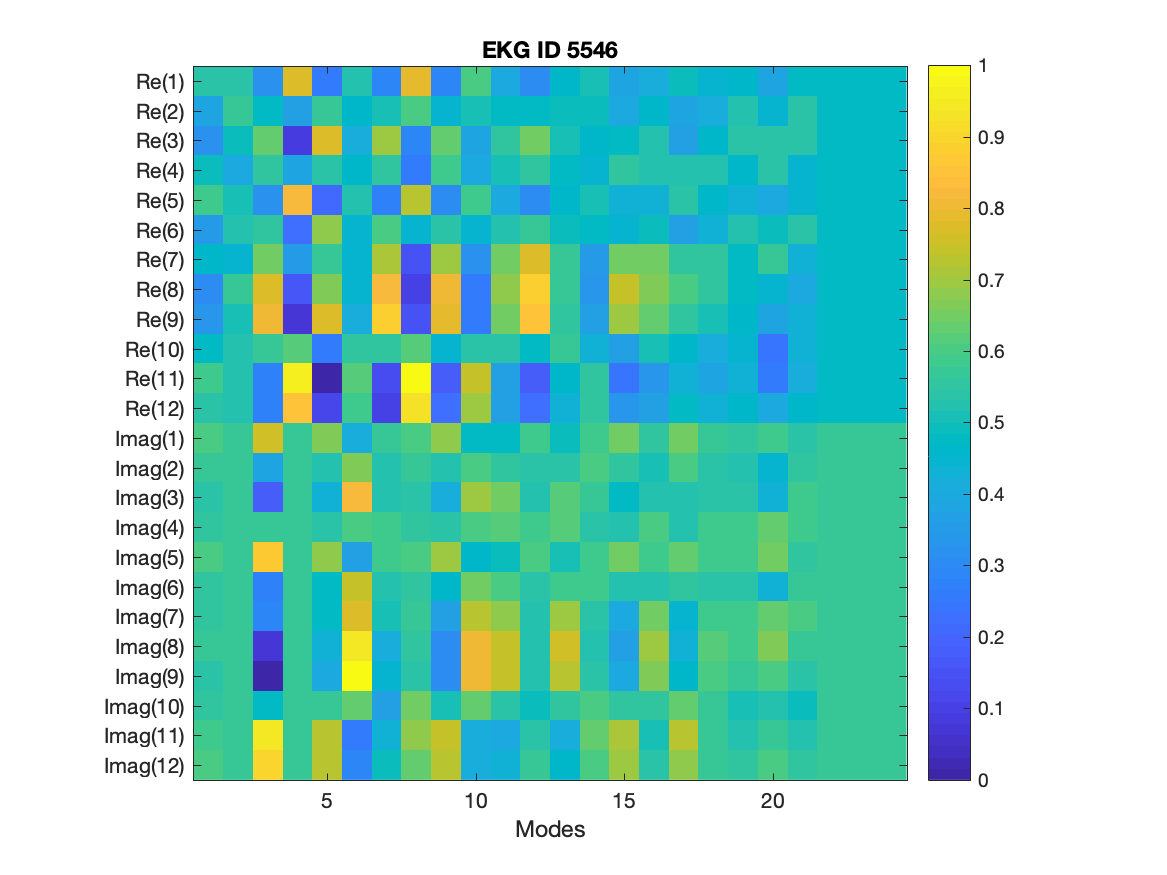 EKG ID 5546
Re(1)
Re(2)
Re(3)
Re(4)
Re(5)
Re(6)
Re(7)
Re(8)
Re(9)
Re(10)
Re(11)
Re(12)
Imag(1)
Imag(2)
Imag(3)
Imag(4)
Imag(5)
Imag(6)
Imag(7)
Imag(8)
Imag(9)
Imag(10)
Imag(11)
Imag(12)
5 10 15 20
Modes
1
0.9
0.8
0.7
0.6
0.5
0.4
0.3
0.2
0.1
0